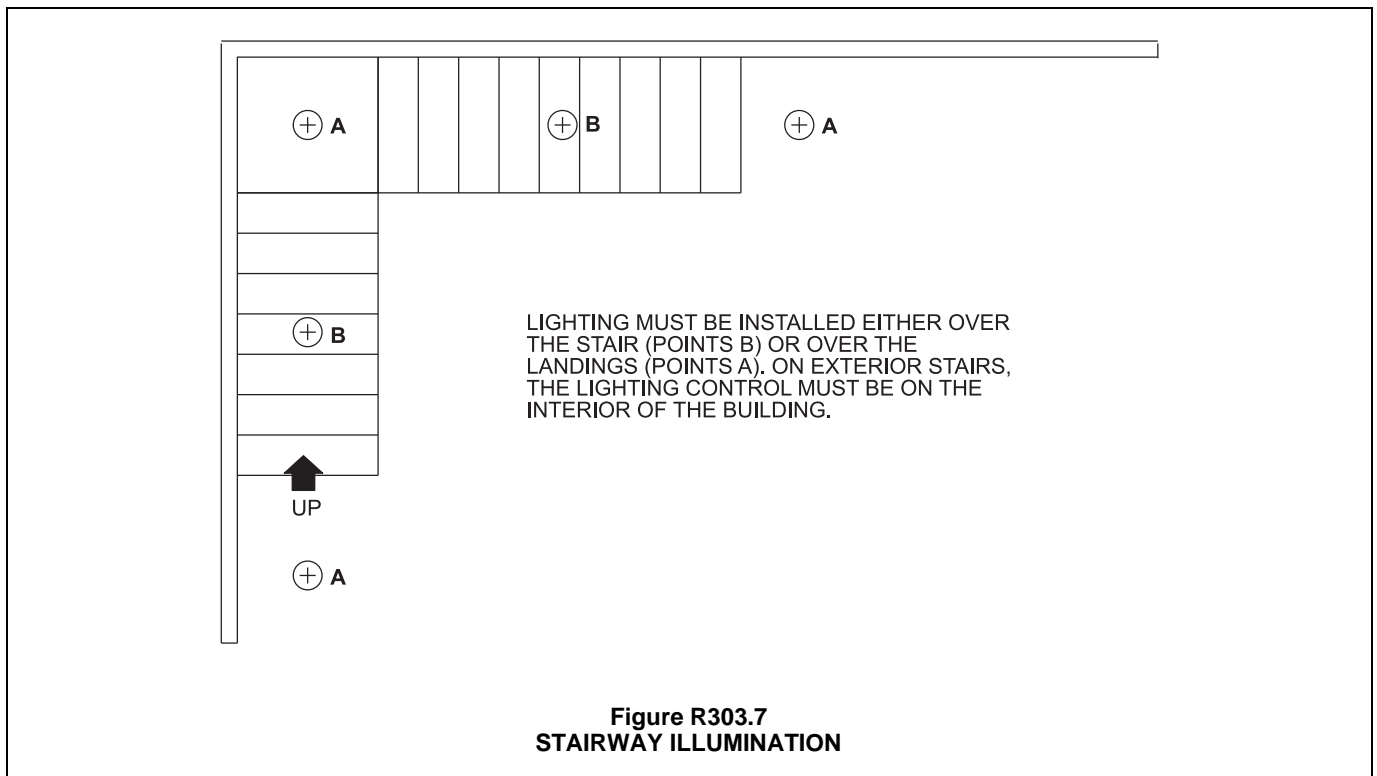 A
B
A
B
LIGHTING MUST BE INSTALLED EITHER OVER
THE STAIR (POINTS B) OR OVER THE
LANDINGS (POINTS A). ON EXTERIOR STAIRS,
THE LIGHTING CONTROL MUST BE ON THE
INTERIOR OF THE BUILDING.
UP
A
Figure R303.7
STAIRWAY ILLUMINATION